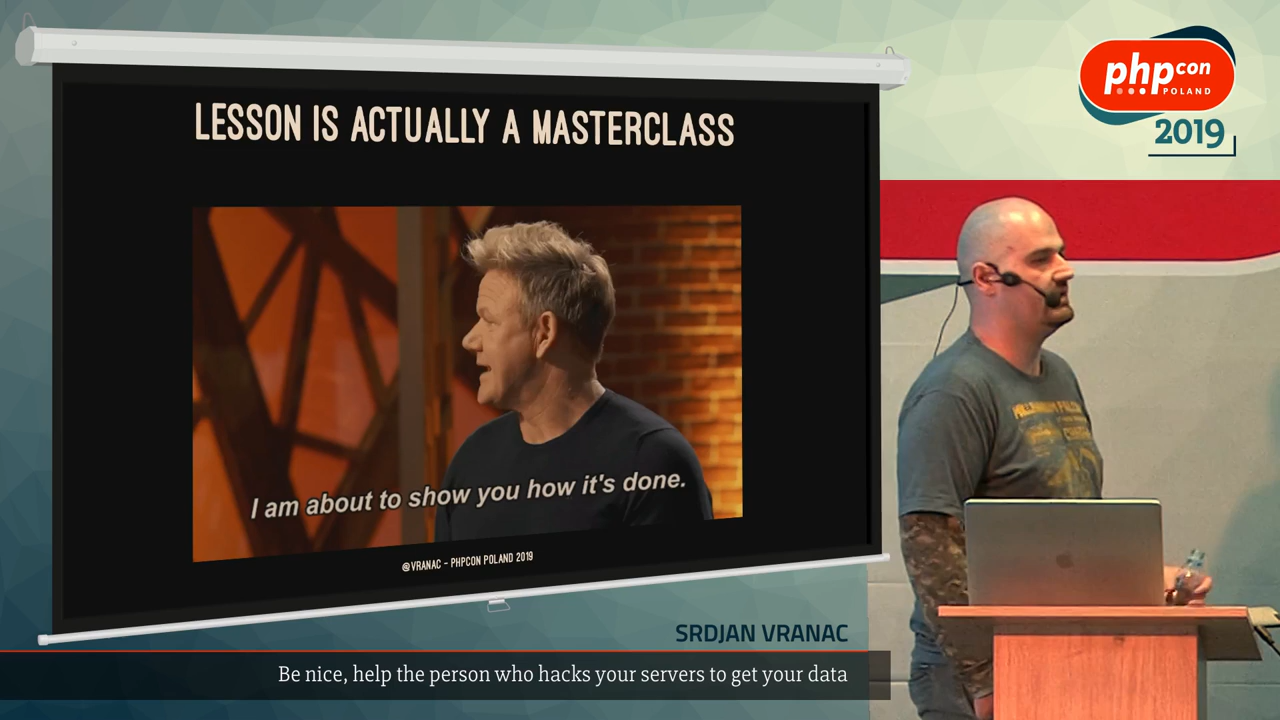 LESSON IS ACTUALLY A MASTERCLASS
I am about to show you how it's done.
@VRANAC - PHPCON POLAND 2019
php con
POLAND
2019
SRDJAN VRANAC
Be nice, help the person who hacks your servers to get your data